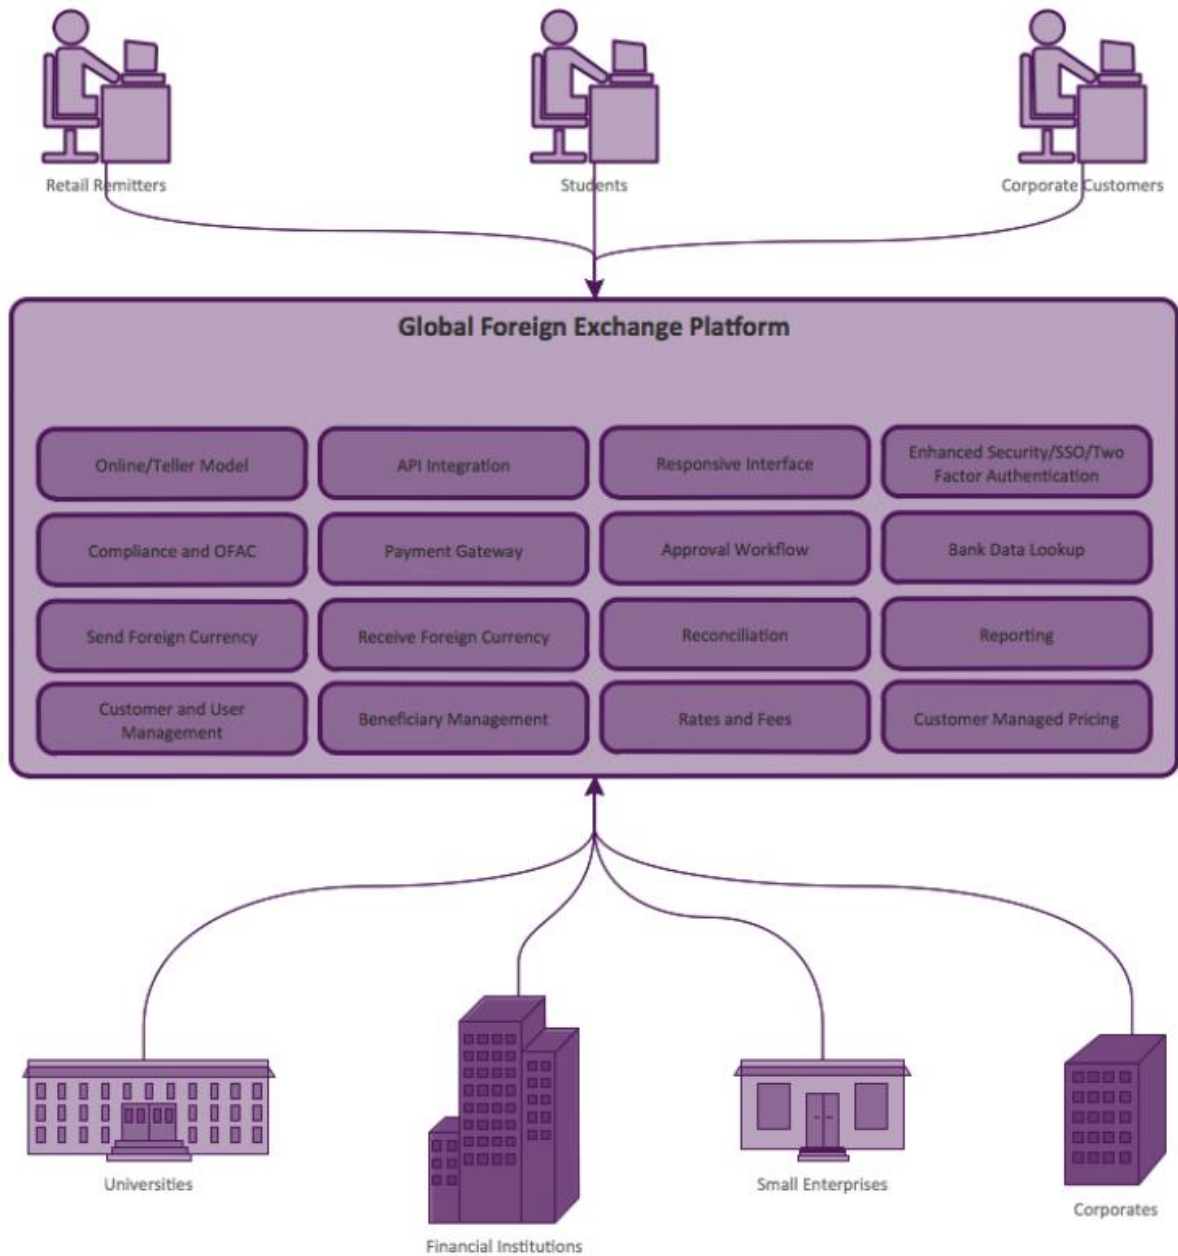 Retail Remitters
Students
Corporate Customers
Global Foreign Exchange Platform
Online/Teller Model
API Integration
Responsive Interface
Enhanced Security/SSO/Two
Factor Authentication
Compliance and OFAC
Payment Gateway
Approval Workflow
Bank Data Lookup
Send Foreign Currency
Receive Foreign Currency
Reconciliation
Reporting
Customer and User
Management
Beneficiary Management
Rates and Fees
Customer Managed Pricing
Universities
Financial Institutions
Small Enterprises
Corporates